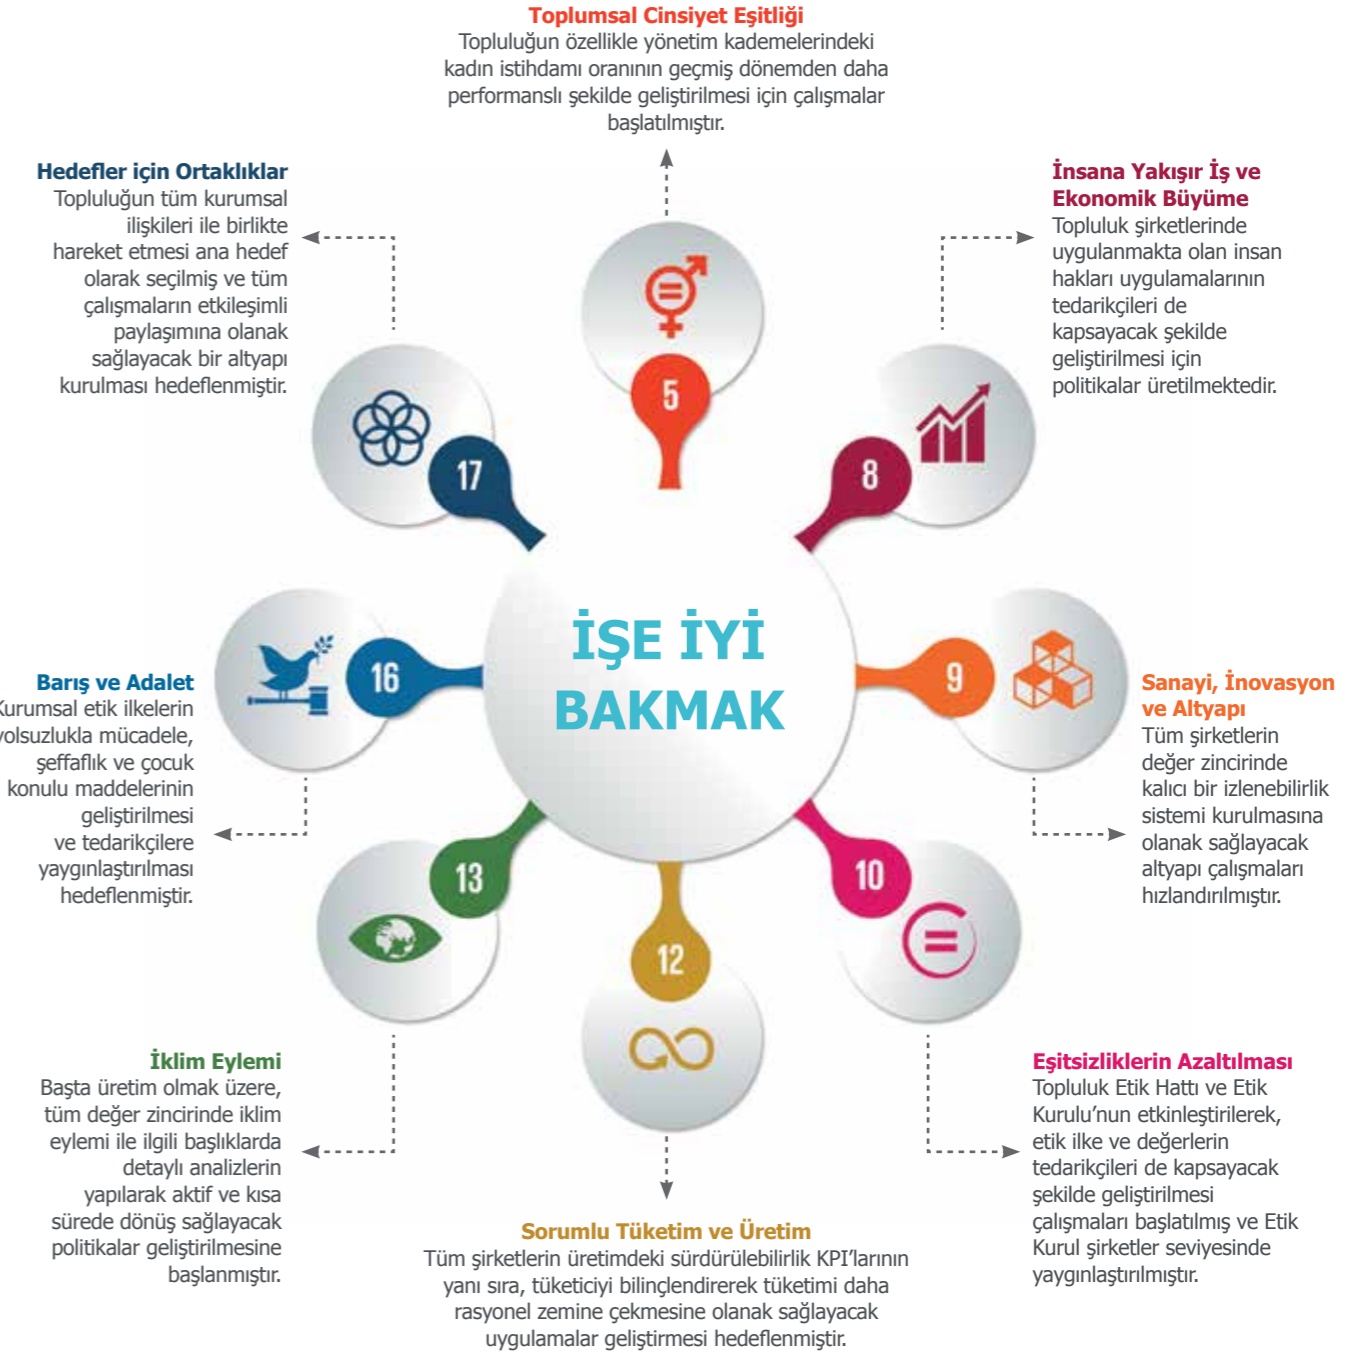 Toplumsal Cinsiyet Eşitliği
Topluluğun özellikle yönetim kademelerindeki
kadın istihdamı oranının geçmiş dönemden daha
performanslı şekilde geliştirilmesi için çalışmalar
başlatılmıştır.
Hedefler için Ortaklıklar
Topluluğun tüm kurumsal
ilişkileri ile birlikte
hareket etmesi ana hedef
olarak seçilmiş ve tüm
çalışmaların etkileşimli
paylaşımına olanak
sağlayacak bir altyapı
kurulması hedeflenmiştir.
İnsana Yakışır İş ve
Ekonomik Büyüme
Topluluk şirketlerinde
uygulanmakta olan insan
hakları uygulamalarının
tedarikçileri de
kapsayacak şekilde
geliştirilmesi için
politikalar üretilmektedir.
5
17
8
İŞE İYİ
BAKMAK
16
9
Barış ve Adalet
Kurumsal etik ilkelerin
yolsuzlukla mücadele,
şeffaflık ve çocuk
konulu maddelerinin
geliştirilmesi
ve tedarikçilere
yaygınlaştırılması
hedeflenmiştir.
Sanayi, İnovasyon
ve Altyapı
Tüm şirketlerin
değer zincirinde
kalıcı bir izlenebilirlik
sistemi kurulmasına
olanak sağlayacak
altyapı çalışmaları
hızlandırılmıştır.
13
10
12
İklim Eylemi
Başta üretim olmak üzere,
tüm değer zincirinde iklim
eylemi ile ilgili başlıklarda
detaylı analizlerin
yapılarak aktif ve kısa
sürede dönüş sağlayacak
politikalar geliştirilmesine
başlanmıştır.
Eşitsizliklerin Azaltılması
Topluluk Etik Hattı ve Etik
Kurulu’nun etkinleştirilerek,
etik ilke ve değerlerin
tedarikçileri de kapsayacak
şekilde geliştirilmesi
çalışmaları başlatılmış ve Etik
Kurul şirketler seviyesinde
yaygınlaştırılmıştır.
Sorumlu Tüketim ve Üretim
Tüm şirketlerin üretimdeki sürdürülebilirlik KPI’larının
yanı sıra, tüketiciyi bilinçlendirerek tüketimi daha
rasyonel zemine çekmesine olanak sağlayacak
uygulamalar geliştirmesi hedeflenmiştir.